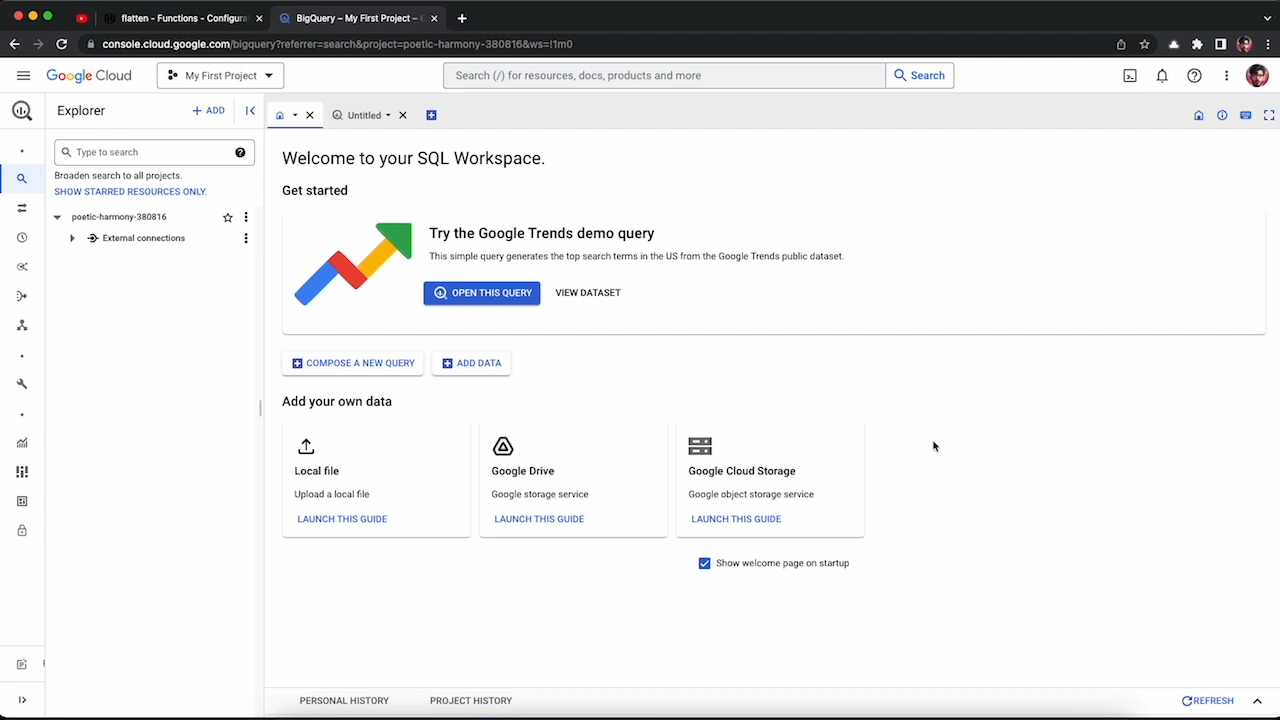 flatten - Functions - Configurat
BigQuery – My First Project –
console.cloud.google.com/bigquery?referrer=search&project=poetic-harmony-380816&ws=!1m0
Google Cloud
My First Project
Search (/) for resources, docs, products and more
Search
Explorer
+ ADD
Untitled
Type to search
Broaden search to all projects.
SHOW STARRED RESOURCES ONLY.
poetic-harmony-380816
External connections
Welcome to your SQL Workspace.
Get started
Try the Google Trends demo query
This simple query generates the top search terms in the US from the Google Trends public dataset.
OPEN THIS QUERY
VIEW DATASET
COMPOSE A NEW QUERY
ADD DATA
Add your own data
Local file
Upload a local file
LAUNCH THIS GUIDE
Google Drive
Google storage service
LAUNCH THIS GUIDE
Google Cloud Storage
Google object storage service
LAUNCH THIS GUIDE
Show welcome page on startup
PERSONAL HISTORY
PROJECT HISTORY
REFRESH